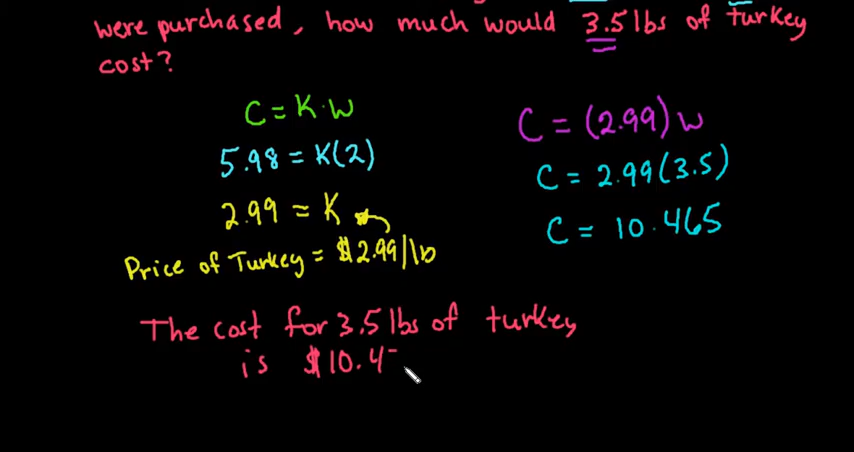 were purchased, how much would 3.5 lbs of turkey
cost?
C = K·W
5.98 = K(2)
2.99 = K
Price of Turkey = $2.99/lb
C = (2.99) W
C = 2.99(3.5)
C = 10.465
The cost for 3.5 lbs of turkey
is $10.4